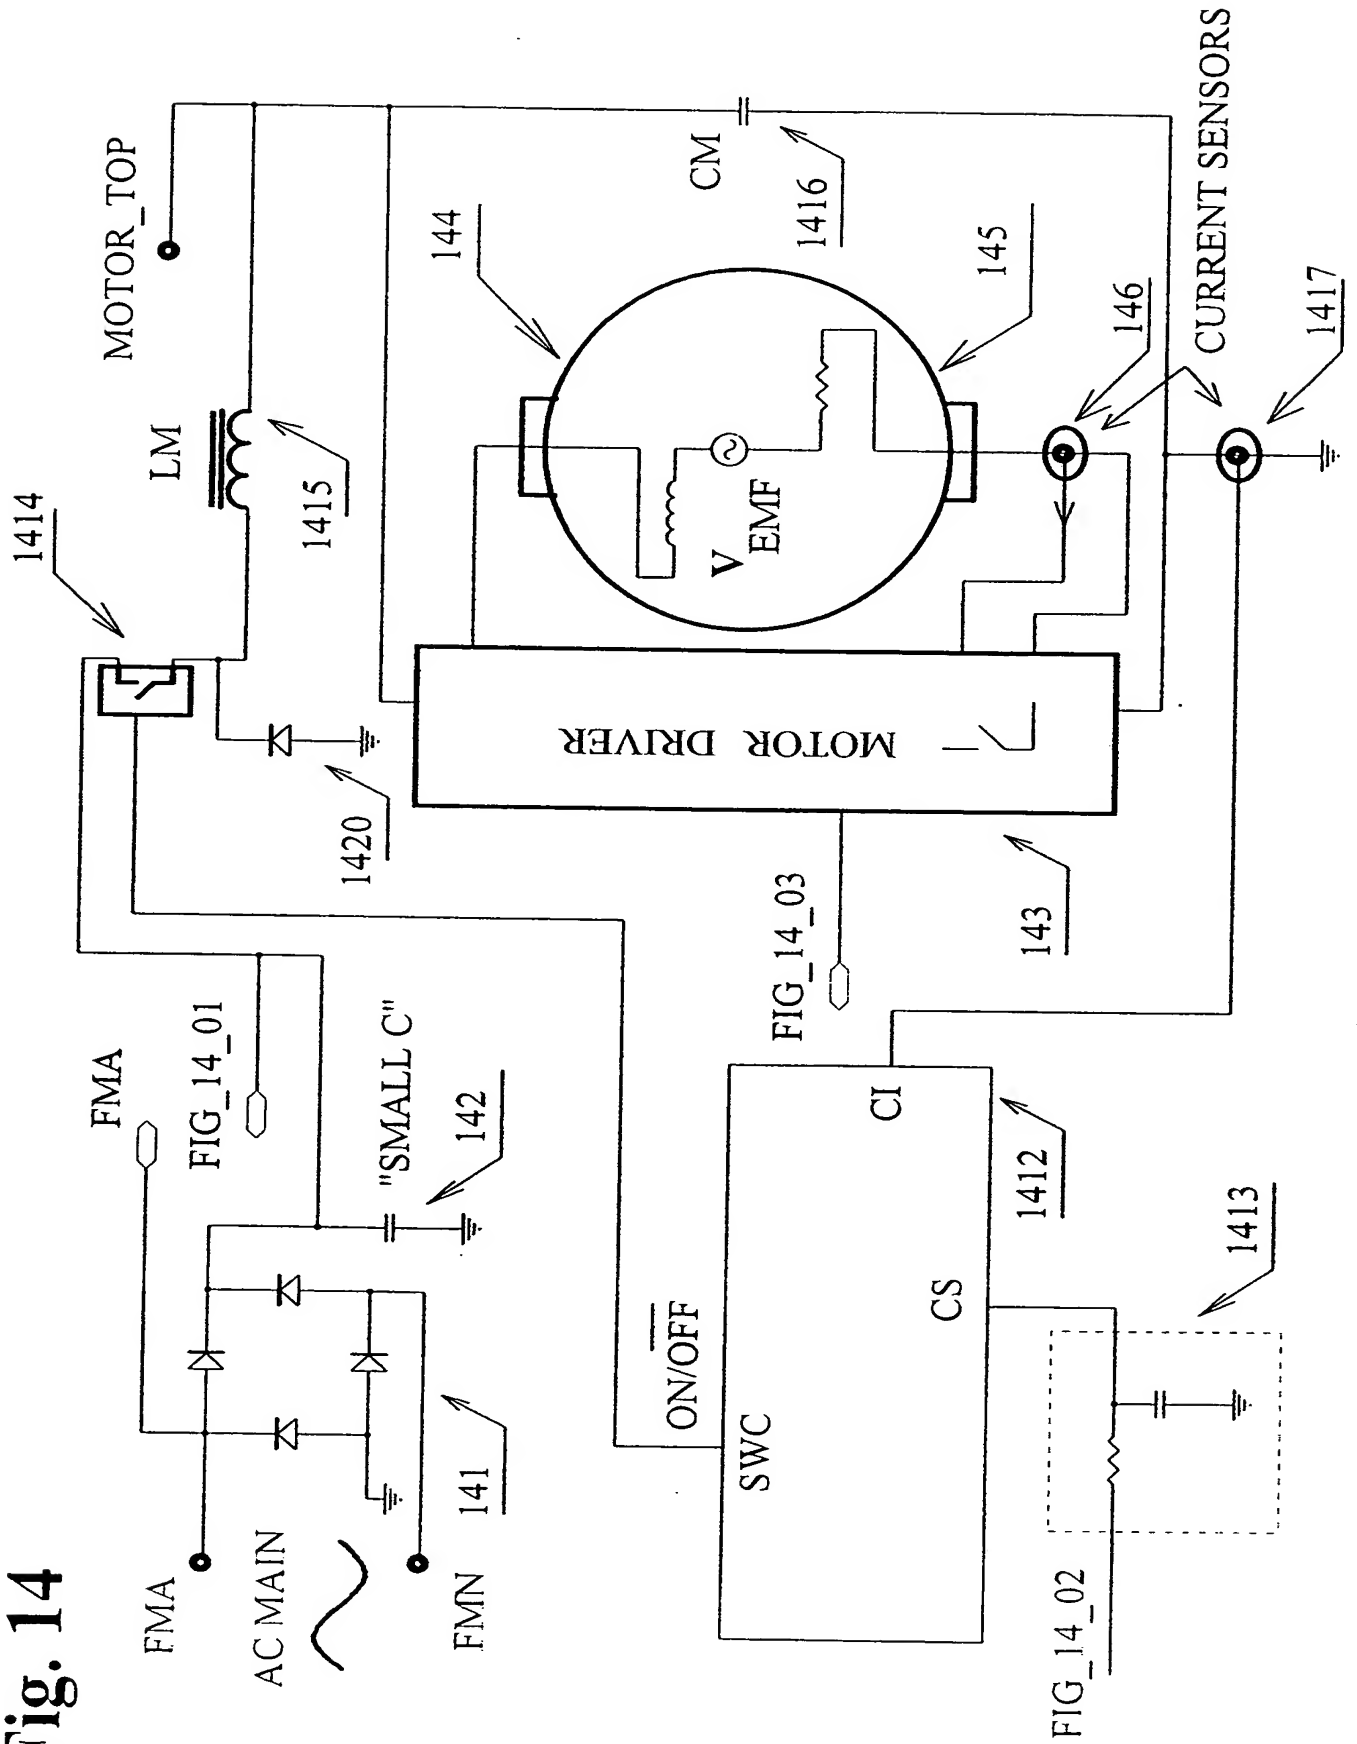 Fig. 14
FMA
AC MAIN
FMN
141
FMA
FIG_14_01
"SMALL C"
142
1414
LM
1415
MOTOR_TOP
1420
144
CM
1416
V
EMF
145
146
CURRENT SENSORS
1417
MOTOR DRIVER
143
FIG_14_03
ON/OFF
SWC
CI
CS
1412
1413
FIG_14_02